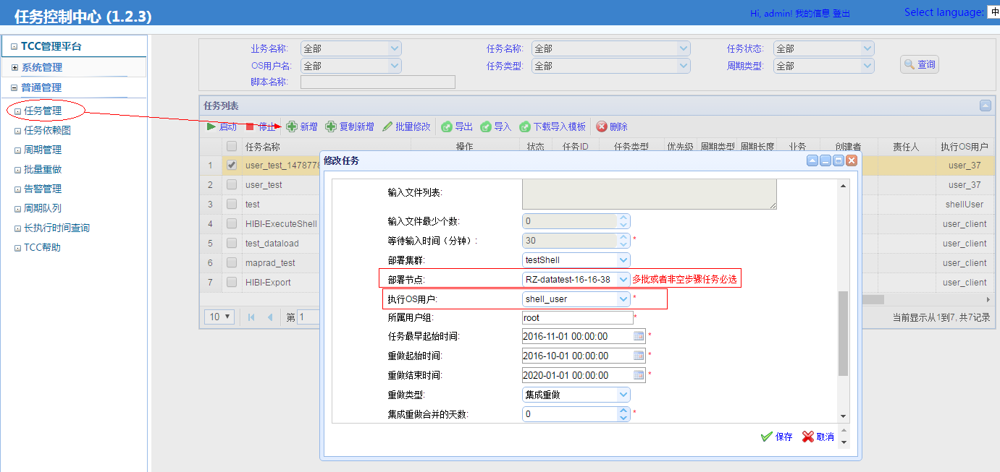 任务控制中心 (1.2.3)
Hi, admin! 我的信息 登出
Select language: 中
TCC管理平台
系统管理
普通管理
任务管理
任务依赖图
周期管理
批量重做
告警管理
周期队列
长执行时间查询
TCC帮助
业务名称: 全部 任务名称: 全部 任务状态: 全部
OS用户名: 全部 任务类型: 全部 周期类型: 全部 查询
脚本名称:
任务列表
启动 停止 新增 复制新增 批量修改 导出 导入 下载导入模板 删除
任务名称 操作 状态 任务ID 任务类型 优先级 周期类型 周期长度 业务 创建者 责任人 执行OS用户
1 user_test_1478778 user_37
2 user_test user_37
3 test shellUser
4 HIBI-ExecuteShell user_client
5 test_dataload user_client
6 maprad_test user_client
7 HIBI-Export user_client
10 第 1 当前显示从1到7, 共7记录
修改任务
输入文件列表:
输入文件最少个数: 0
等待输入时间（分钟）: 30 *
部署集群: testShell
部署节点: RZ-datatest-16-16-38 多批或者非空步骤任务必选
执行OS用户: shell_user *
所属用户组: root *
任务最早起始时间: 2016-11-01 00:00:00 *
重做起始时间: 2016-10-01 00:00:00 *
重做结束时间: 2020-01-01 00:00:00 *
重做类型: 集成重做
集成重做合并的天数: 0 *
保存 取消